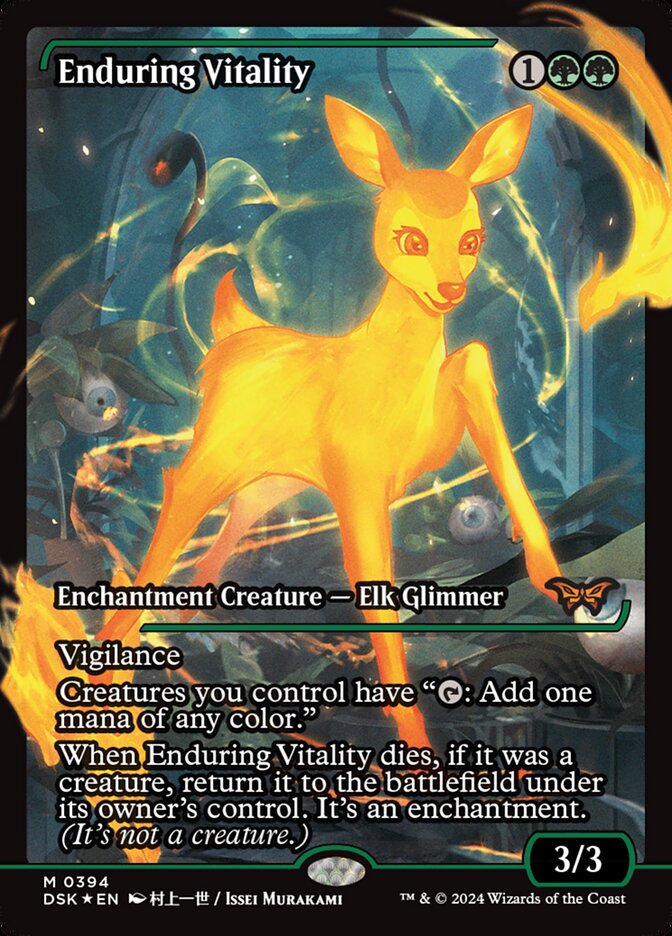 Enduring Vitality
1
Enchantment Creature — Elk Glimmer
Vigilance
Creatures you control have “: Add one
mana of any color.”
When Enduring Vitality dies, if it was a
creature, return it to the battlefield under
its owner’s control. It’s an enchantment.
(It’s not a creature.)
3/3
M 0394
DSK★EN 村上一世 / Issei Murakami
™ & © 2024 Wizards of the Coast